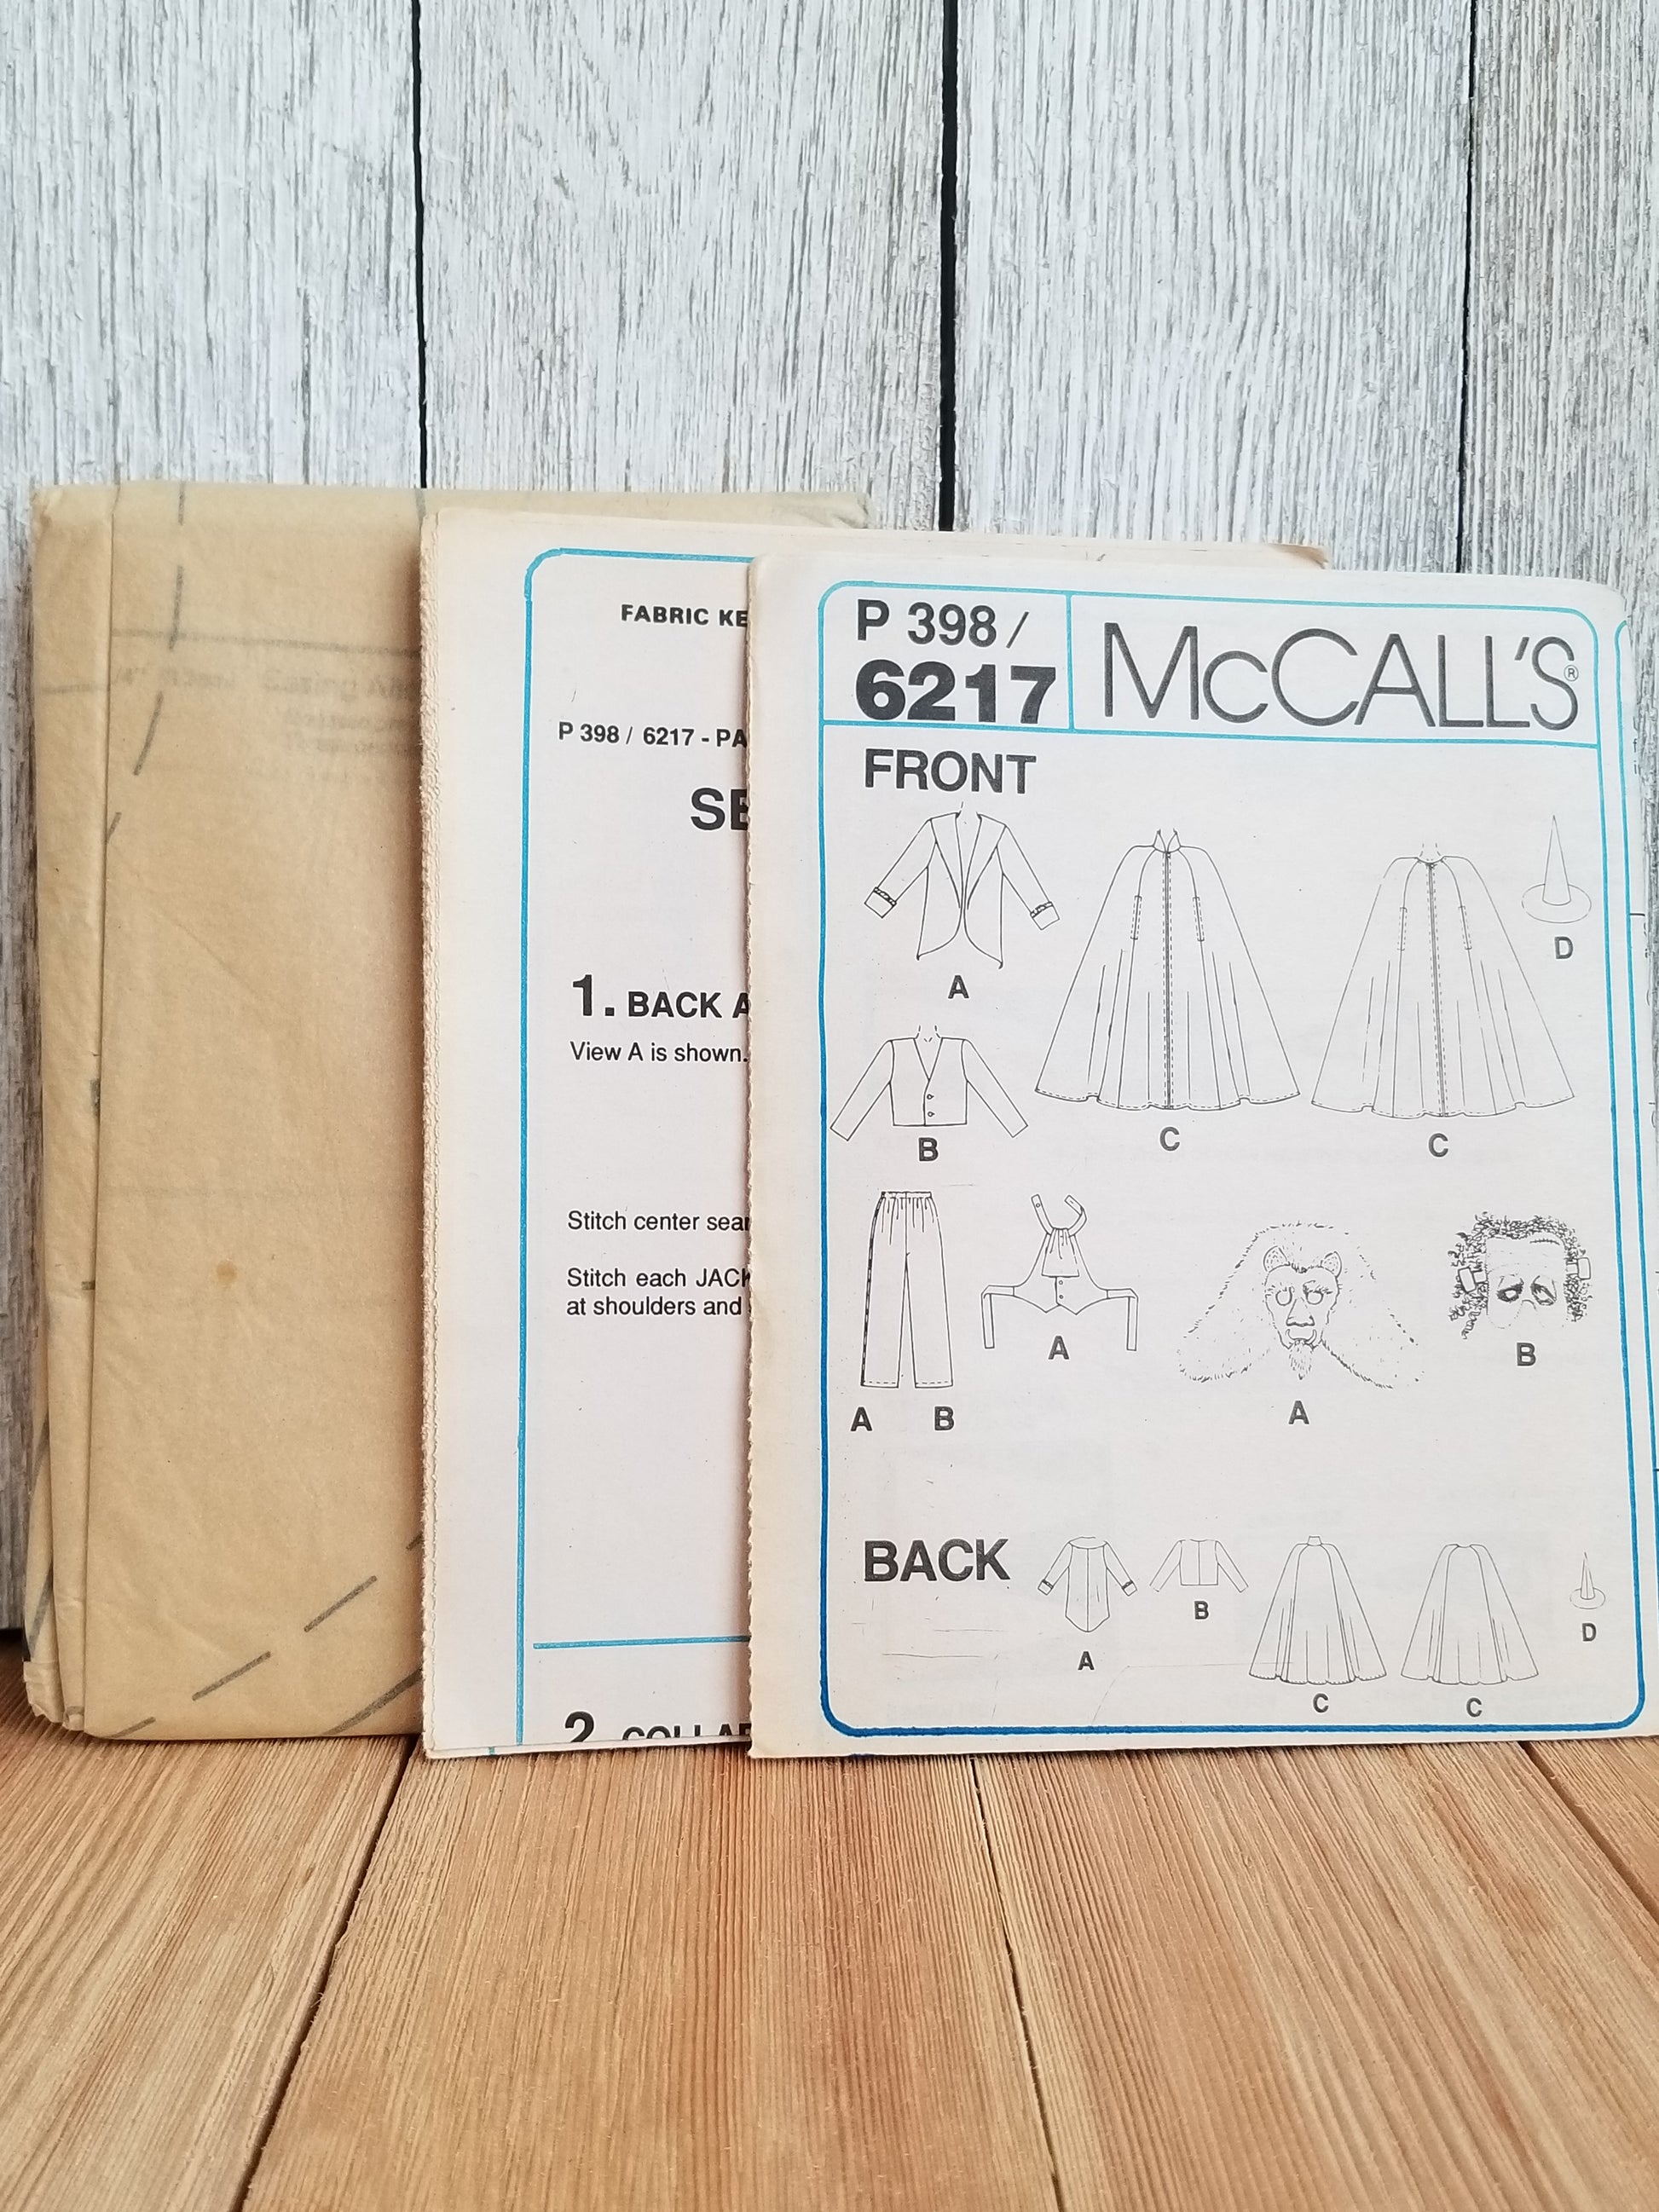 FABRIC KE
P 398 / 6217 - PA
SE
1. BACK A
View A is shown.
Stitch center sea
Stitch each JACK
at shoulders and
2. COLLAR
P 398 /
6217
McCALL'S®
FRONT
A
C
C
D
B
A B
A
A
B
BACK
A
B
C
C
D